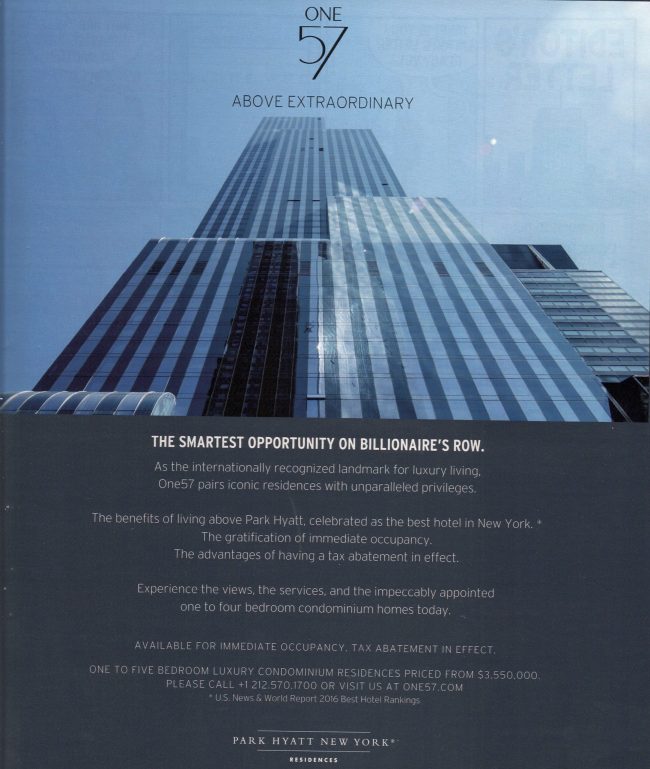 ONE
57
ABOVE EXTRAORDINARY
THE SMARTEST OPPORTUNITY ON BILLIONAIRE'S ROW.
As the internationally recognized landmark for luxury living,
One57 pairs iconic residences with unparalleled privileges.
The benefits of living above Park Hyatt, celebrated as the best hotel in New York. *
The gratification of immediate occupancy.
The advantages of having a tax abatement in effect.
Experience the views, the services, and the impeccably appointed
one to four bedroom condominium homes today.
AVAILABLE FOR IMMEDIATE OCCUPANCY. TAX ABATEMENT IN EFFECT.
ONE TO FIVE BEDROOM LUXURY CONDOMINIUM RESIDENCES PRICED FROM $3,550,000.
PLEASE CALL +1 212.570.1700 OR VISIT US AT ONE57.COM
* U.S. News & World Report 2016 Best Hotel Rankings
PARK HYATT NEW YORK
RESIDENCES